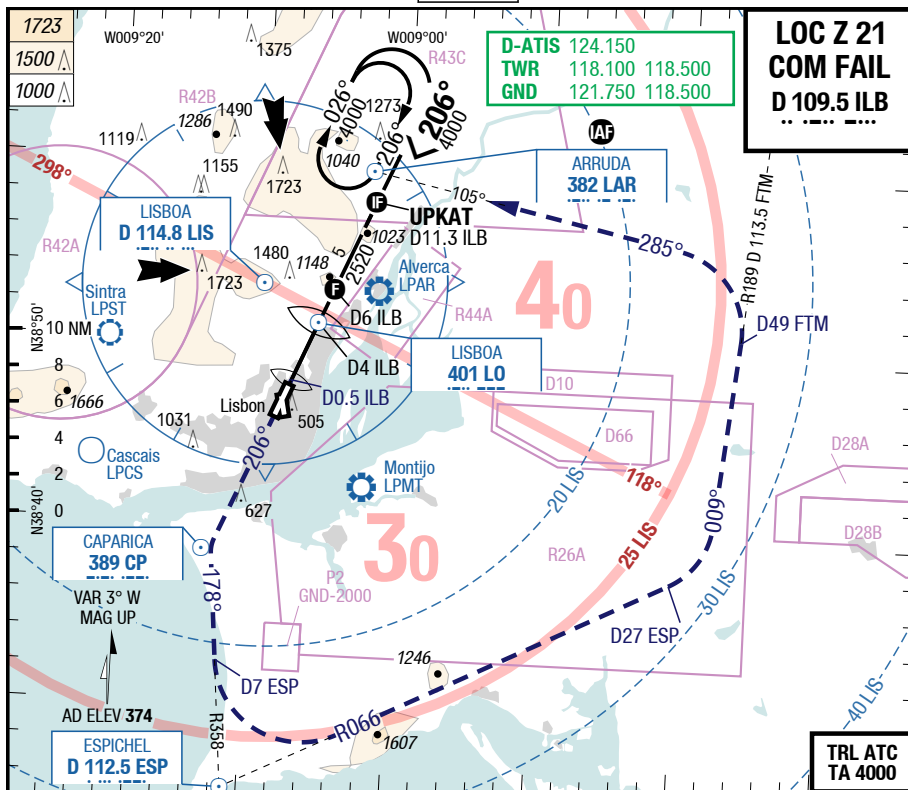 1723
1500
1000
W009°20'
W009°00'
D-ATIS 124.150
TWR 118.100 118.500
GND 121.750 118.500
LOC Z 21
COM FAIL
D 109.5 ILB
1375
R43C
R42B
1490
1286
1119
1155
026°
4000
1273
206°
<206°
4000
1040
1723
IAF
ARRUDA
382 LAR
298°
105°
LISBOA
D 114.8 LIS
IF
UPKAT
D11.3 ILB
1023
R42A
1480
1148
5
2520
285°
R189 D 113.5 FTM
1723
Alverca
LPAR
F
Sintra
LPST
D6 ILB
R44A
40
N38°50'
10 NM
D49 FTM
D4 ILB
LISBOA
401 LO
8
D0.5 ILB
D10
6
1666
Lisbon
505
1031
4
206°
D66
D28A
Cascais
LPCS
2
Montijo
LPMT
20 LIS
118°
627
N38°40'
0
009°
D28B
CAPARICA
389 CP
30
25 LIS
R26A
178°
P2
GND-2000
VAR 3° W
MAG UP
30 LIS
D27 ESP
1246
D7 ESP
AD ELEV 374
R066
40 LIS
R358
1607
ESPICHEL
D 112.5 ESP
TRL ATC
TA 4000